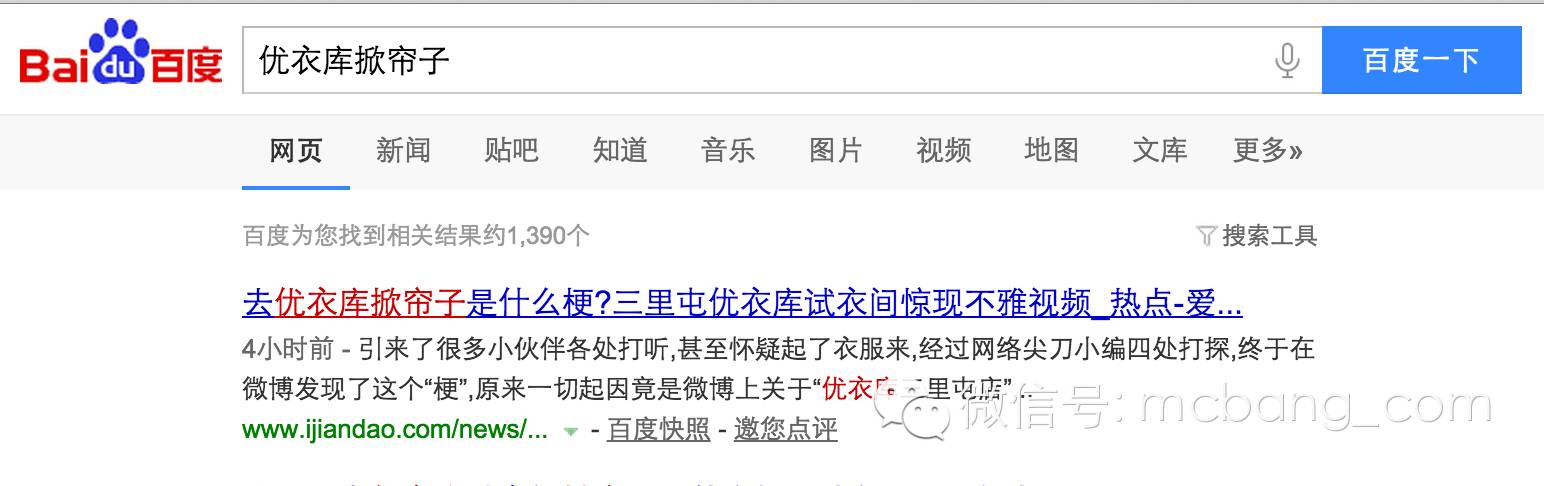 Bai du 百度 优衣库掀帘子 百度一下
网页 新闻 贴吧 知道 音乐 图片 视频 地图 文库 更多»
百度为您找到相关结果约1,390个 搜索工具
去优衣库掀帘子是什么梗?三里屯优衣库试衣间惊现不雅视频_热点-爱...
4小时前 - 引来了很多小伙伴各处打听,甚至怀疑起了衣服来,经过网络尖刀小编四处打探,终于在
微博发现了这个“梗”,原来一切起因竟是微博上关于“优衣库三里屯店”...
微信号: mcbang_com
www.ijiandao.com/news/... - 百度快照 - 邀您点评